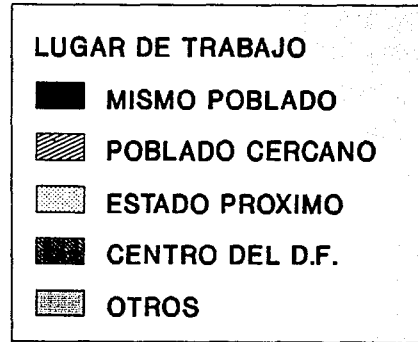 LUGAR DE TRABAJO
MISMO POBLADO
POBLADO CERCANO
ESTADO PROXIMO
CENTRO DEL D.F.
OTROS